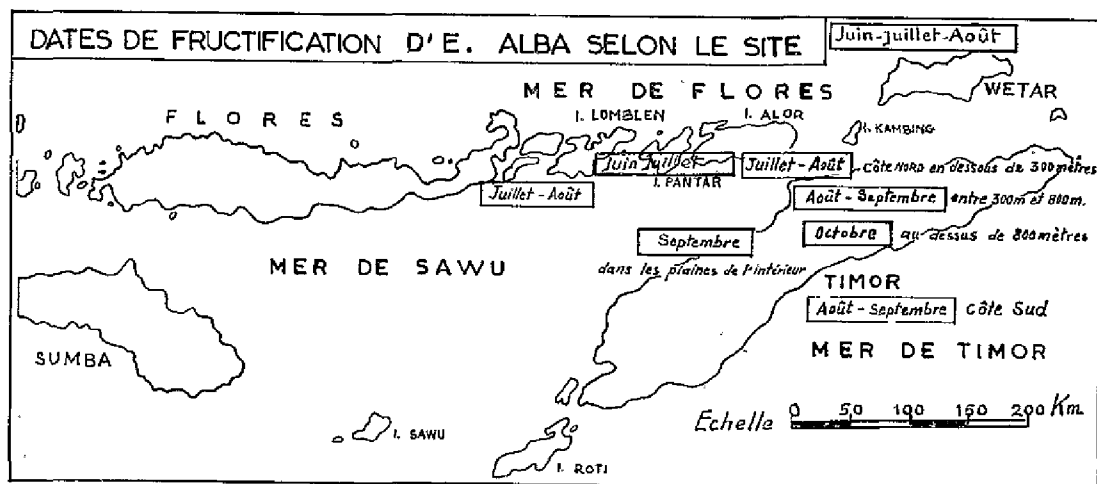 DATES DE FRUCTIFICATION D'E. ALBA SELON LE SITE
Juin-juillet-Août
MER DE FLORES
WETAR
FLORES
I. LOMBLEN
I. ALOR
I. KAMBING
Juin Juillet
Juillet-Août
côte NORD en dessous de 300 mètres
Juillet-Août
I. PANTAR
Août-Septembre entre 300m et 800m.
Octobre au dessus de 800mètres
Septembre
dans les plaines de l'intérieur
MER DE SAWU
TIMOR
Août-Septembre côte Sud
SUMBA
MER DE TIMOR
Echelle 0 50 100 150 200 Km.
I. SAWU
I. ROTI